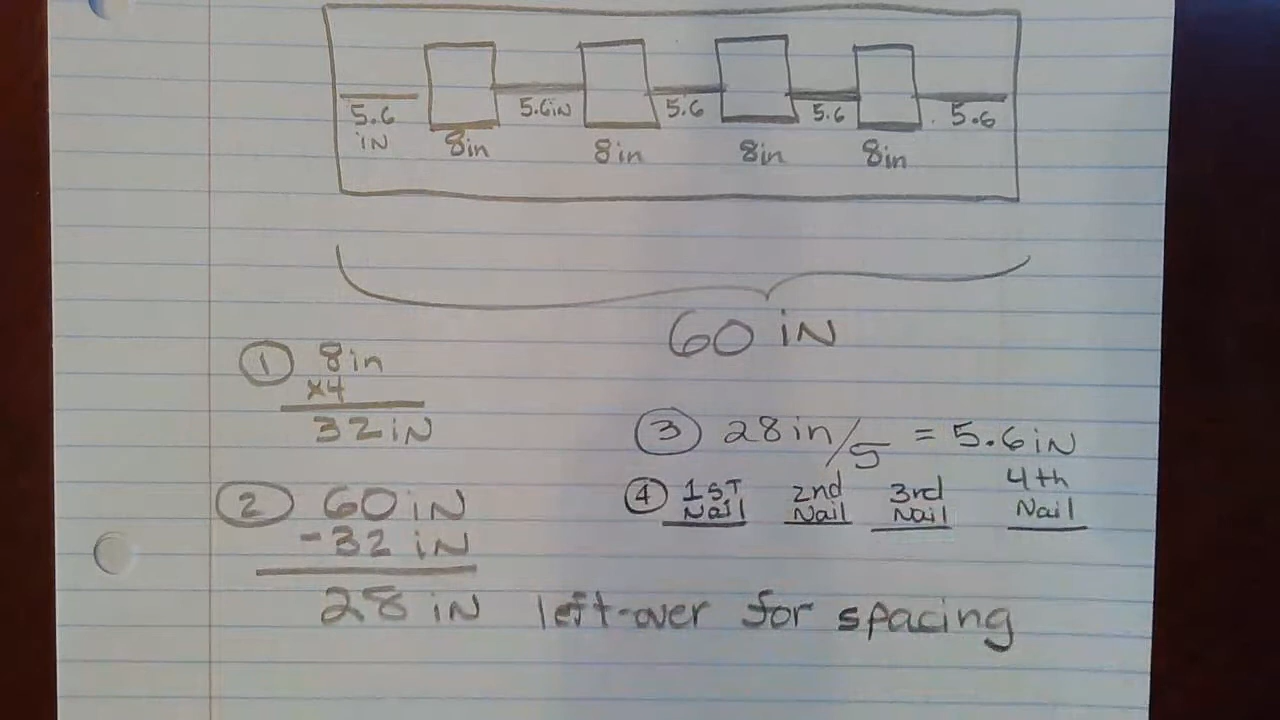 5.6 IN 5.6IN 5.6 5.6 5.6
8in 8in 8in 8in
60 IN
① 8in
x4
32 IN
② 60 IN
-32 IN
28 IN left-over for spacing
③ 28in/5 = 5.6IN
④ 1ST Nail 2nd Nail 3rd Nail 4th Nail